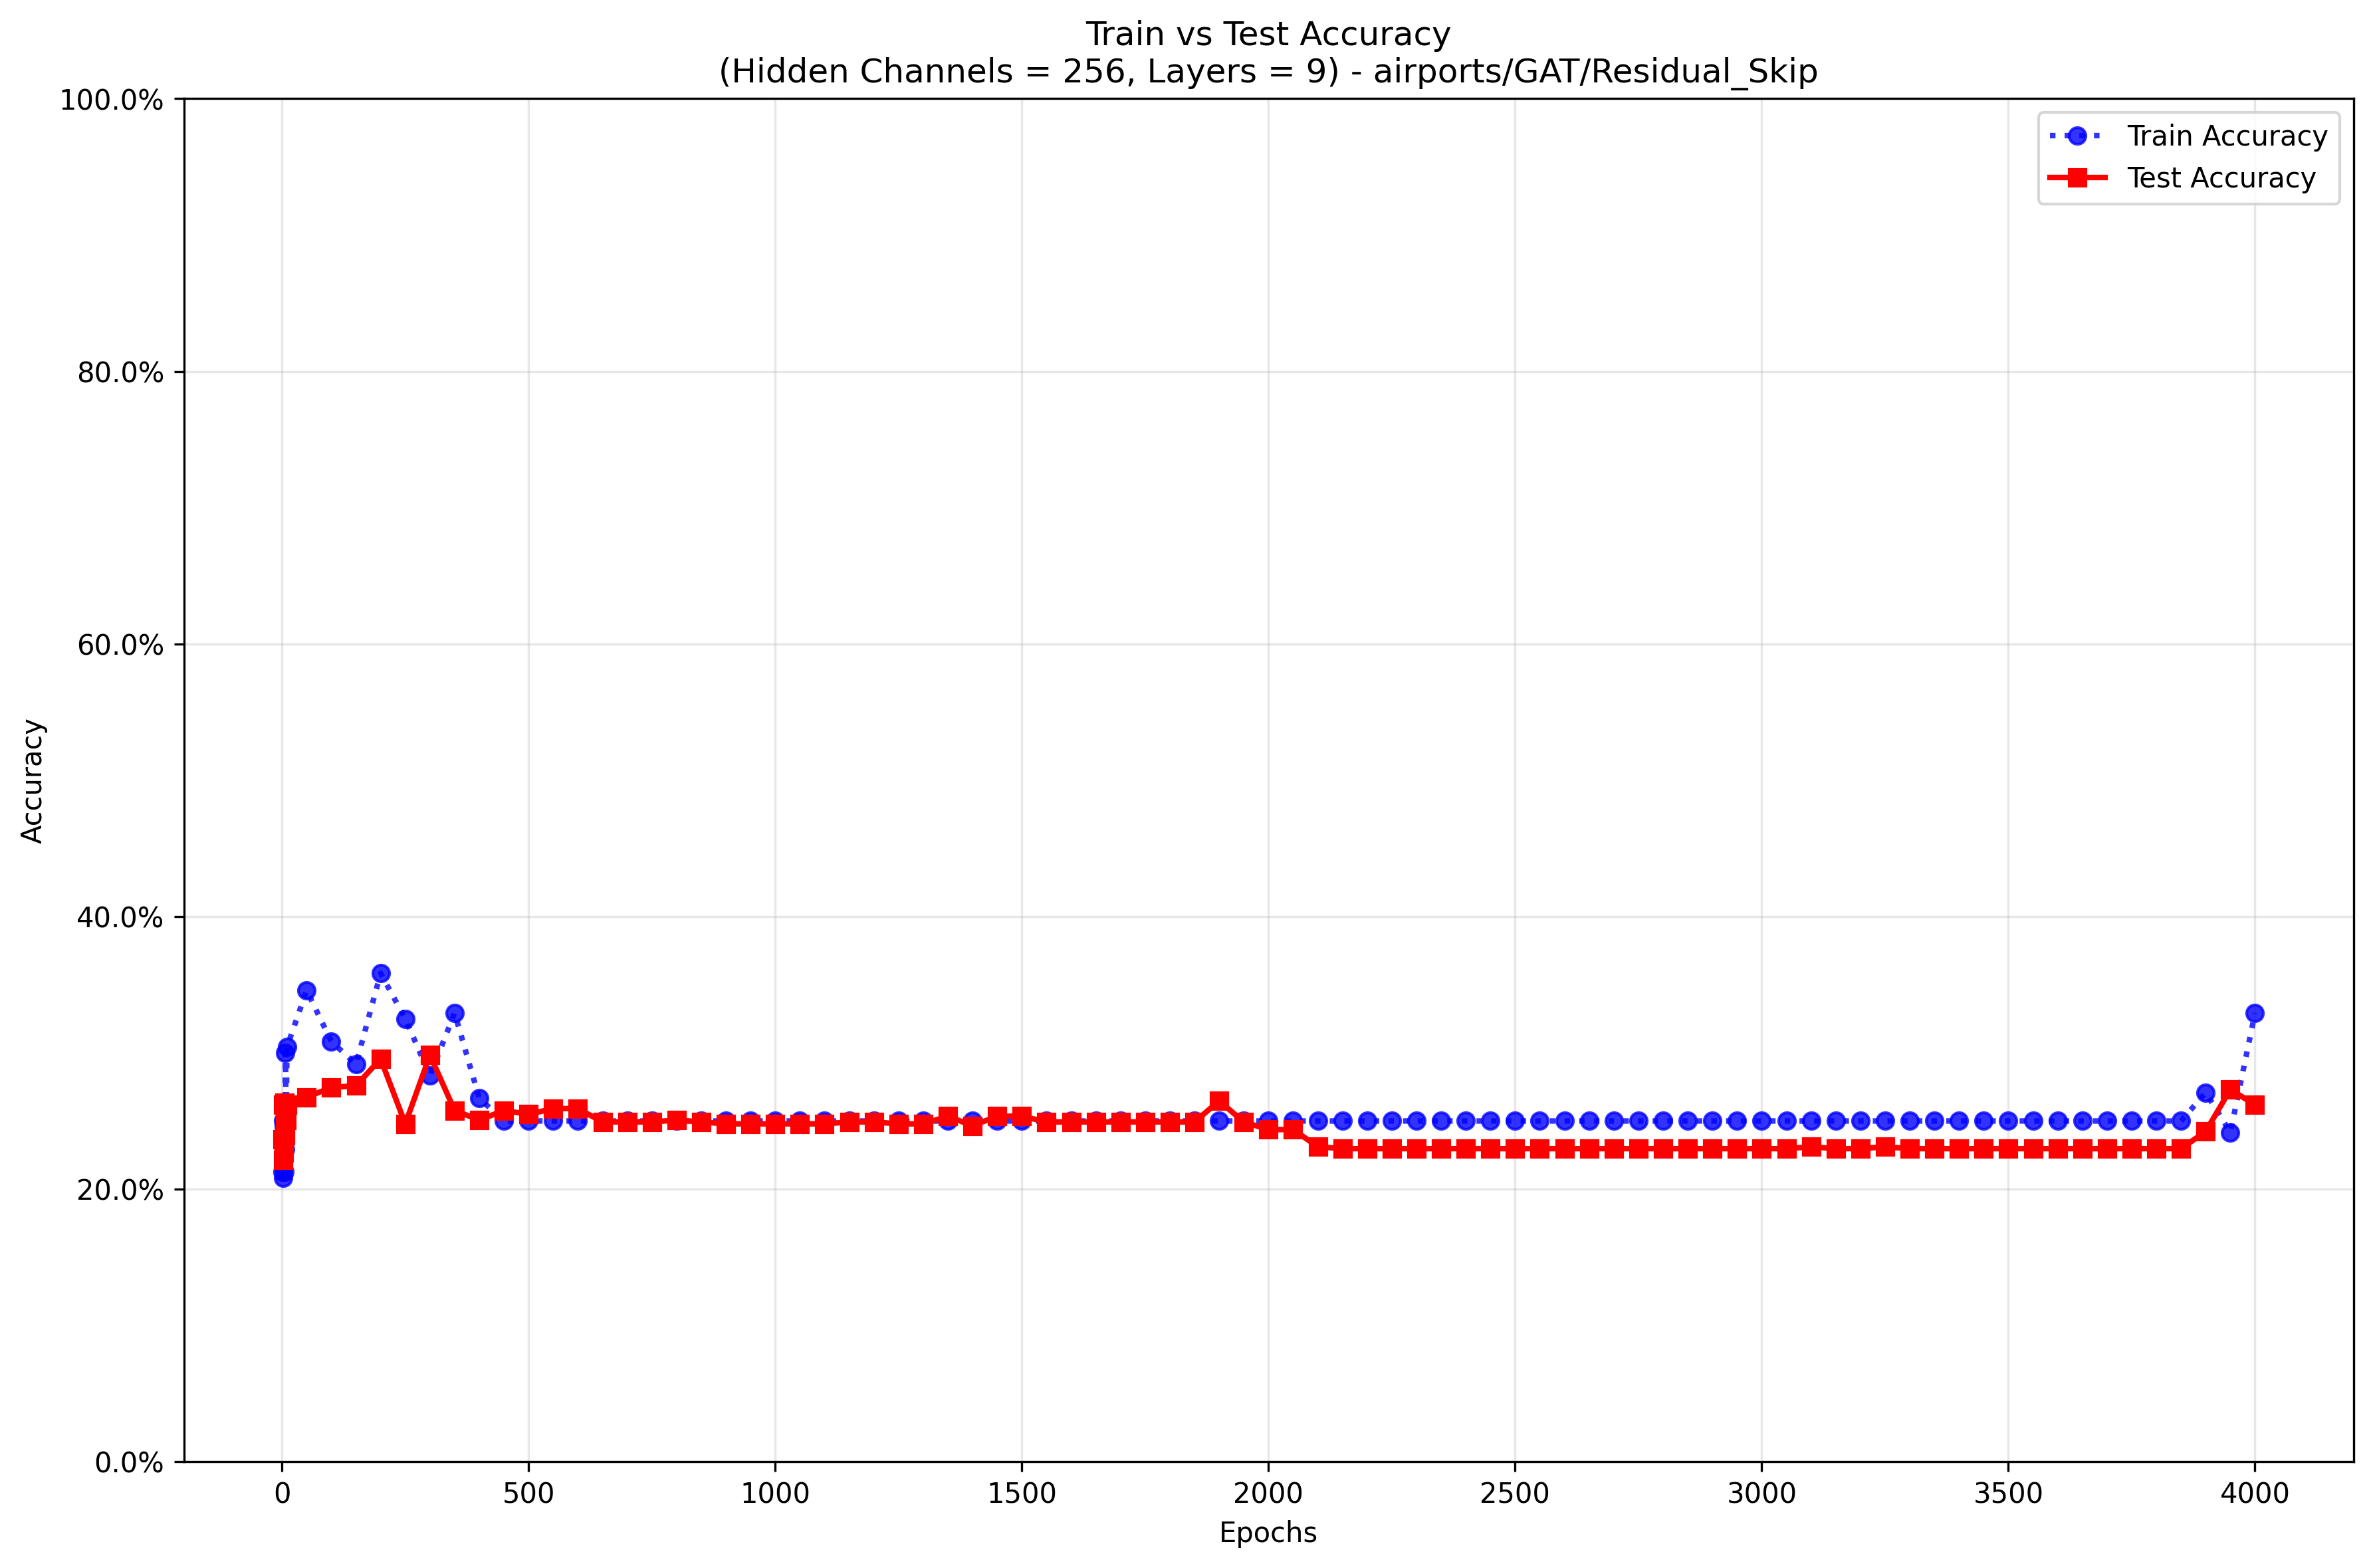 Train vs Test Accuracy
(Hidden Channels = 256, Layers = 9) - airports/GAT/Residual_Skip
100.0%
80.0%
60.0%
40.0%
20.0%
0.0%
Accuracy
Train Accuracy
Test Accuracy
0 500 1000 1500 2000 2500 3000 3500 4000
Epochs